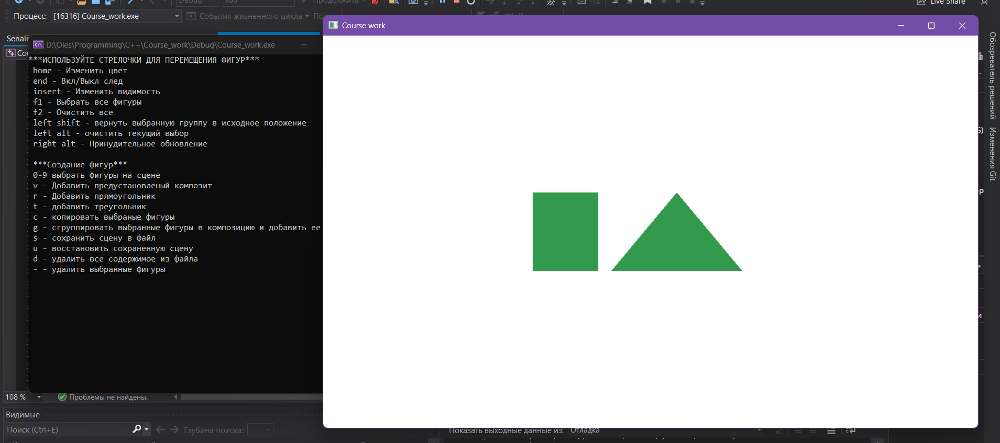 Debug x86 Продолжить Live Share
Процесс: [16316] Course_work.exe События жизненного цикла
Course work
D:\Oles\Programming\C++\Course_work\Debug\Course_work.exe
***ИСПОЛЬЗУЙТЕ СТРЕЛОЧКИ ДЛЯ ПЕРЕМЕЩЕНИЯ ФИГУР***
home - Изменить цвет
end - Вкл/Выкл след
insert - Изменить видимость
f1 - Выбрать все фигуры
f2 - Очистить все
left shift - вернуть выбранную группу в исходное положение
left alt - очистить текущий выбор
right alt - Принудительное обновление
***Создание фигур***
0-9 выбрать фигуры на сцене
v - Добавить предустановленый композит
r - Добавить прямоугольник
t - добавить треугольник
c - копировать выбраные фигуры
g - сгруппировать выбранные фигуры в композицию и добавить ее
s - сохранить сцену в файл
u - восстановить сохраненную сцену
d - удалить все содержимое из файла
- - удалить выбранные фигуры
108 % Проблемы не найдены.
Видимые
Поиск (Ctrl+E) Глубина поиска:
Показать выходные данные из: Отладка
Обозреватель решений
Изменения Git